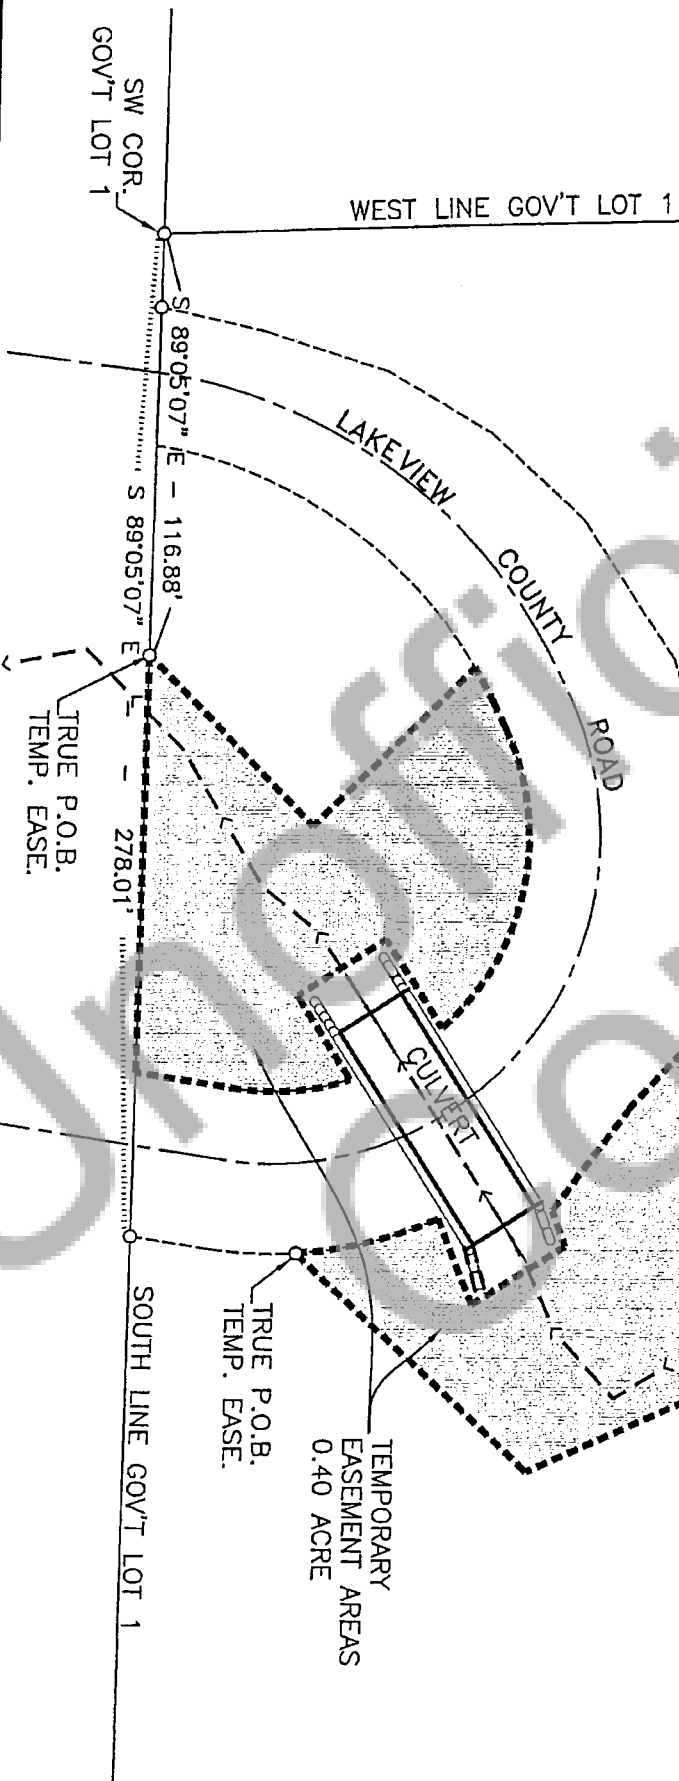 WEST LINE GOV'T LOT 1
SW COR.
GOV'T LOT 1
S 89°05'07" E - 116.88'
S 89°05'07" E - 278.01'
LAKEVIEW COUNTY ROAD
TRUE P.O.B.
TEMP. EASE.
CULVERT
TRUE P.O.B.
TEMP. EASE.
TEMPORARY
EASEMENT AREAS
0.40 ACRE
SOUTH LINE GOV'T LOT 1
Unoffi
Co